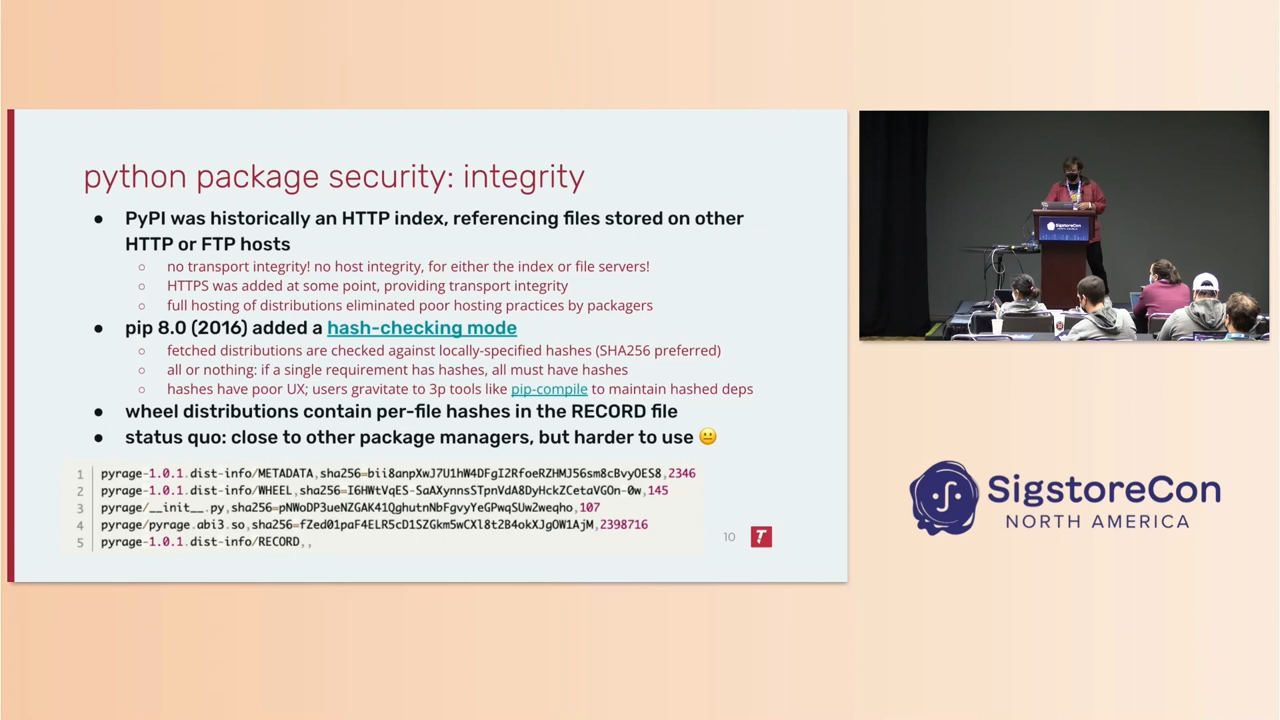 python package security: integrity
● PyPI was historically an HTTP index, referencing files stored on other
HTTP or FTP hosts
○ no transport integrity! no host integrity, for either the index or file servers!
○ HTTPS was added at some point, providing transport integrity
○ full hosting of distributions eliminated poor hosting practices by packagers
● pip 8.0 (2016) added a hash-checking mode
○ fetched distributions are checked against locally-specified hashes (SHA256 preferred)
○ all or nothing: if a single requirement has hashes, all must have hashes
○ hashes have poor UX; users gravitate to 3p tools like pip-compile to maintain hashed deps
● wheel distributions contain per-file hashes in the RECORD file
● status quo: close to other package managers, but harder to use 😐
1 pyrage-1.0.1.dist-info/METADATA,sha256=bii8anpXwJ7U1hW4DFgI2RfoeRZHMJ56sm8cBvyOES8,2346
2 pyrage-1.0.1.dist-info/WHEEL,sha256=I6HWtVqES-SaAXynnsSTpnVdA8DyHckZCetaVGOn-0w,145
3 pyrage/__init__.py,sha256=pNWoDP3ueNZGAK41QghutnNbFgvyYeGPwqSUw2weqho,107
4 pyrage/pyrage.abi3.so,sha256=fZed01paF4ELR5cD1SZGkm5wCXl8t2B4okXJgOW1AjM,2398716
5 pyrage-1.0.1.dist-info/RECORD,,
10
T
SigstoreCon
SigstoreCon
NORTH AMERICA